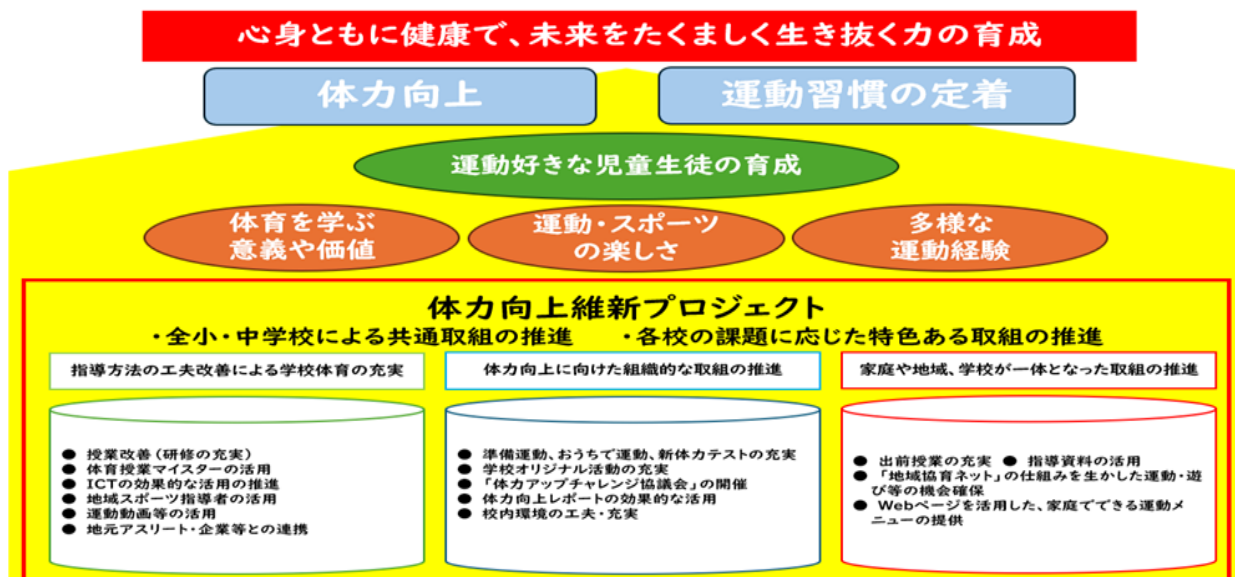 心身ともに健康で、未来をたくましく生き抜く力の育成
体力向上
運動習慣の定着
運動好きな児童生徒の育成
体育を学ぶ
意義や価値
運動・スポーツ
の楽しさ
多様な
運動経験
体力向上維新プロジェクト
・全小・中学校による共通取組の推進　・各校の課題に応じた特色ある取組の推進
指導方法の工夫改善による学校体育の充実
● 授業改善(研修の充実)
● 体育授業マイスターの活用
● ICTの効果的な活用の推進
● 地域スポーツ指導者の活用
● 運動動画等の活用
● 地元アスリート・企業等との連携
体力向上に向けた組織的な取組の推進
● 準備運動、おうちで運動、新体力テストの充実
● 学校オリジナル活動の充実
● 「体力アップチャレンジ協議会」の開催
● 体力向上レポートの効果的な活用
● 校内環境の工夫・充実
家庭や地域、学校が一体となった取組の推進
● 出前授業の充実 ● 指導資料の活用
● 「地域協育ネット」の仕組みを生かした運動・遊
び等の機会確保
● Webページを活用した、家庭でできる運動メ
ニューの提供